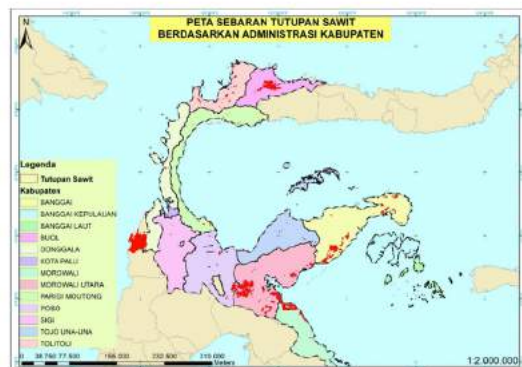 PETA SEBARAN TUTUPAN SAWIT
BERDASARKAN ADMINISTRASI KABUPATEN
N
Legenda
Tutupan Sawit
Kabupaten
BANGGAI
BANGGAI KEPULAUAN
BANGGAI LAUT
BUOL
DONGGALA
KOTA PALU
MOROWALI
MOROWALI UTARA
PARIGI MOUTONG
POSO
SIGI
TOJO UNA-UNA
TOLITOLI
Meters
1:2.000.000